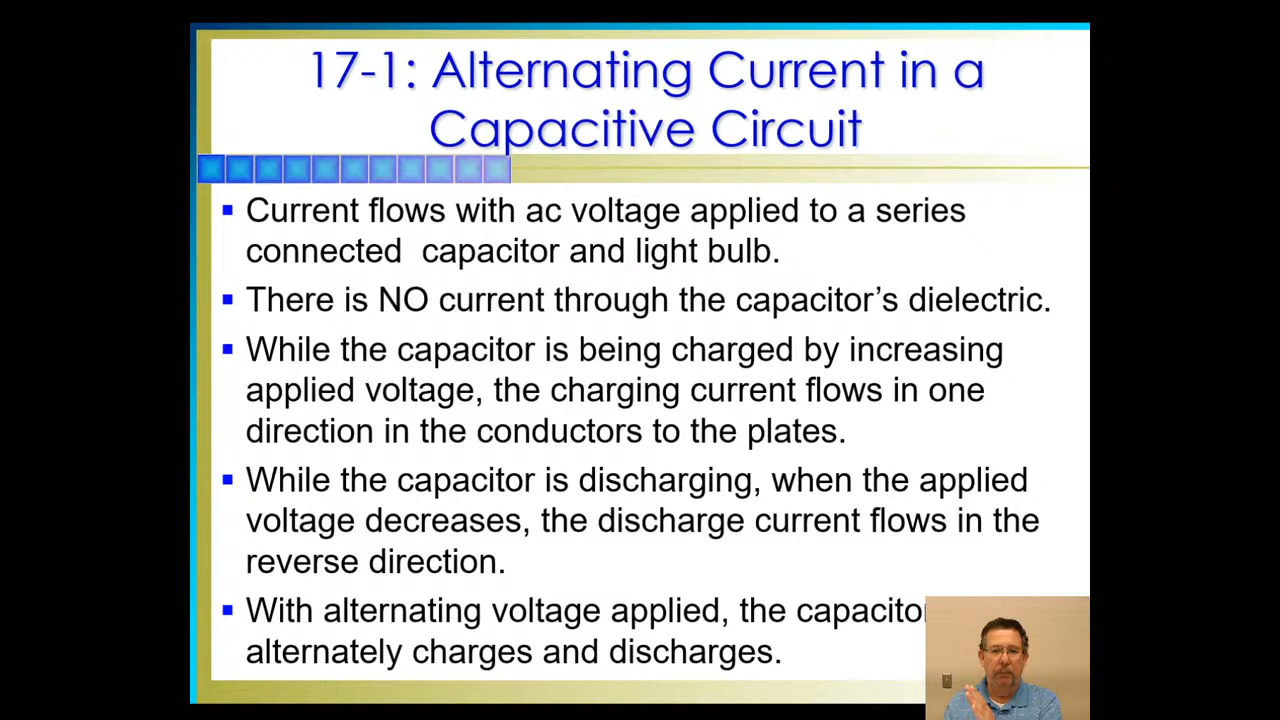 17-1: Alternating Current in a
Capacitive Circuit
Current flows with ac voltage applied to a series
connected capacitor and light bulb.
There is NO current through the capacitor’s dielectric.
While the capacitor is being charged by increasing
applied voltage, the charging current flows in one
direction in the conductors to the plates.
While the capacitor is discharging, when the applied
voltage decreases, the discharge current flows in the
reverse direction.
With alternating voltage applied, the capacitor
alternately charges and discharges.